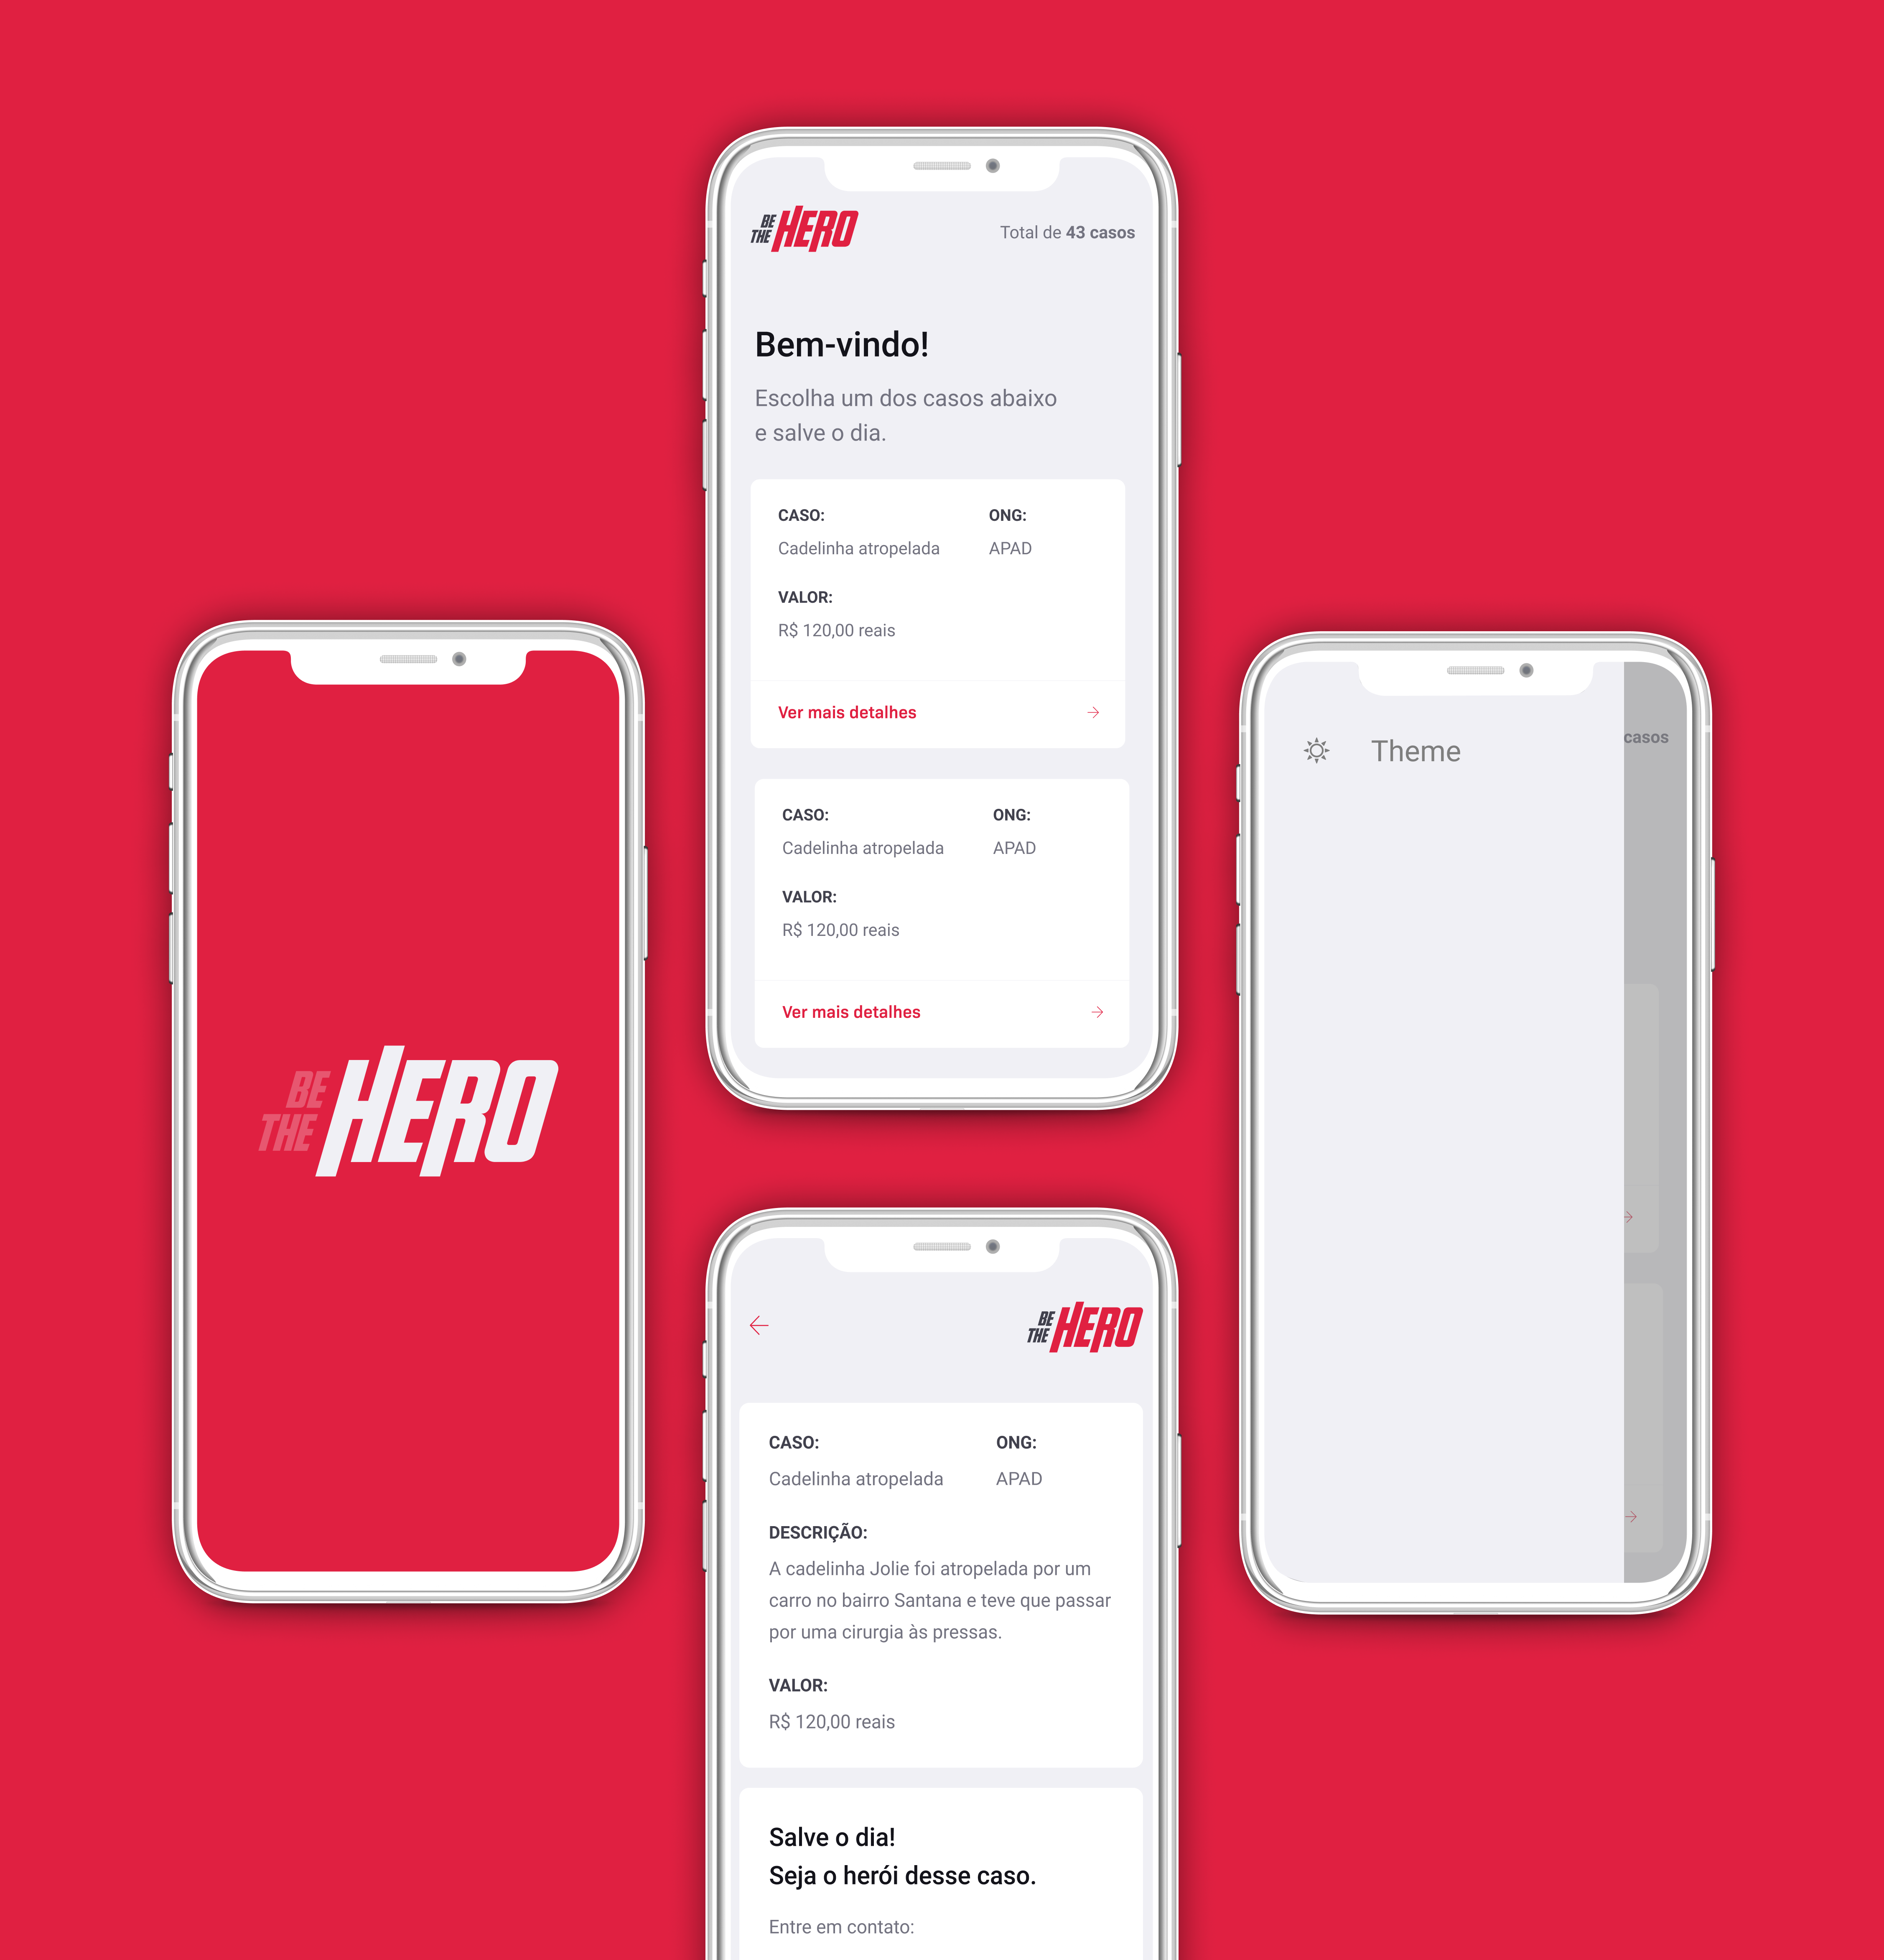 BE
THE HERO
Total de 43 casos
Bem-vindo!
Escolha um dos casos abaixo
e salve o dia.
CASO: ONG:
Cadelinha atropelada APAD
VALOR:
R$ 120,00 reais
Ver mais detalhes
CASO: ONG:
Cadelinha atropelada APAD
VALOR:
R$ 120,00 reais
Ver mais detalhes
BE
THE HERO
Theme
casos
BE
THE HERO
CASO: ONG:
Cadelinha atropelada APAD
DESCRIÇÃO:
A cadelinha Jolie foi atropelada por um
carro no bairro Santana e teve que passar
por uma cirurgia às pressas.
VALOR:
R$ 120,00 reais
Salve o dia!
Seja o herói desse caso.
Entre em contato: